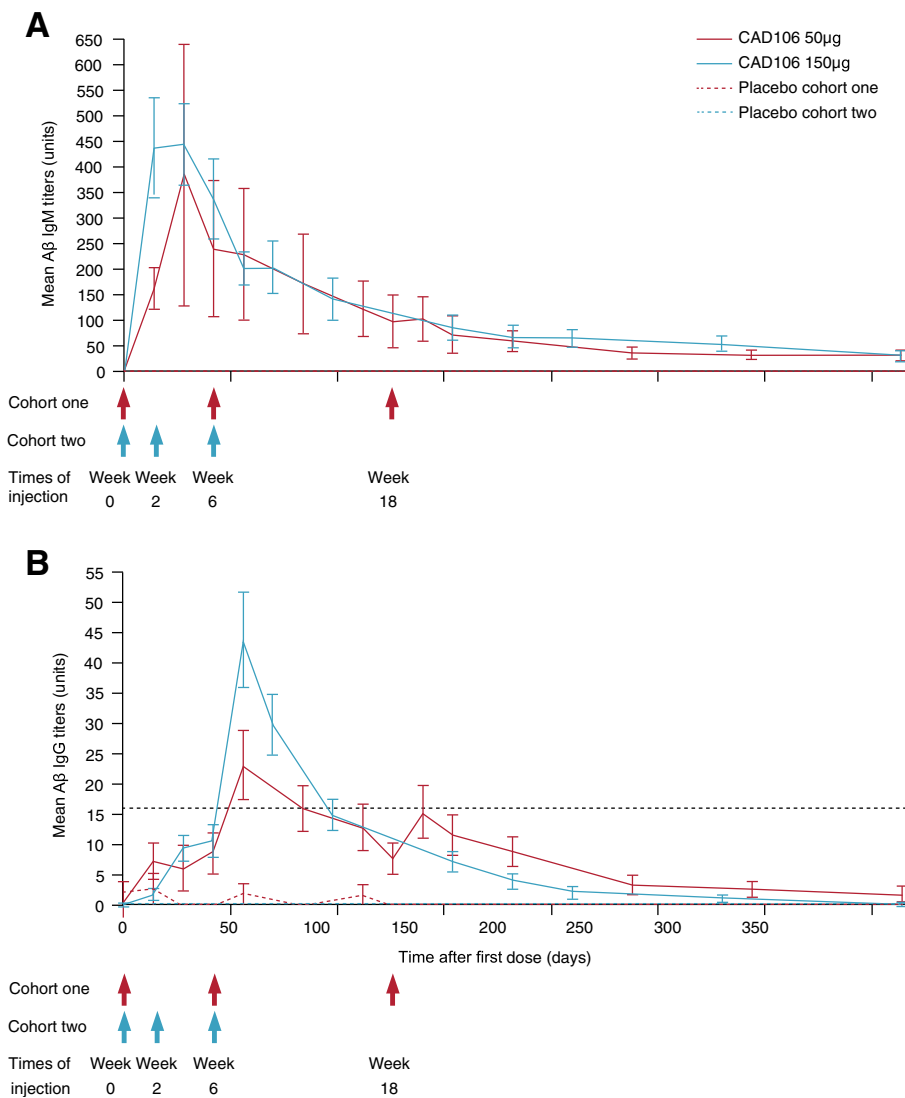 A
CAD106 50µg
CAD106 150µg
Placebo cohort one
Placebo cohort two
Mean Aβ IgM titers (units)
650
600
550
500
450
400
350
300
250
200
150
100
50
0
Cohort one
Cohort two
Times of injection
Week 0
Week 2
Week 6
Week 18
B
Mean Aβ IgG titers (units)
55
50
45
40
35
30
25
20
15
10
5
0
0 50 100 150 200 250 350
Time after first dose (days)
Cohort one
Cohort two
Times of injection
Week 0
Week 2
Week 6
Week 18